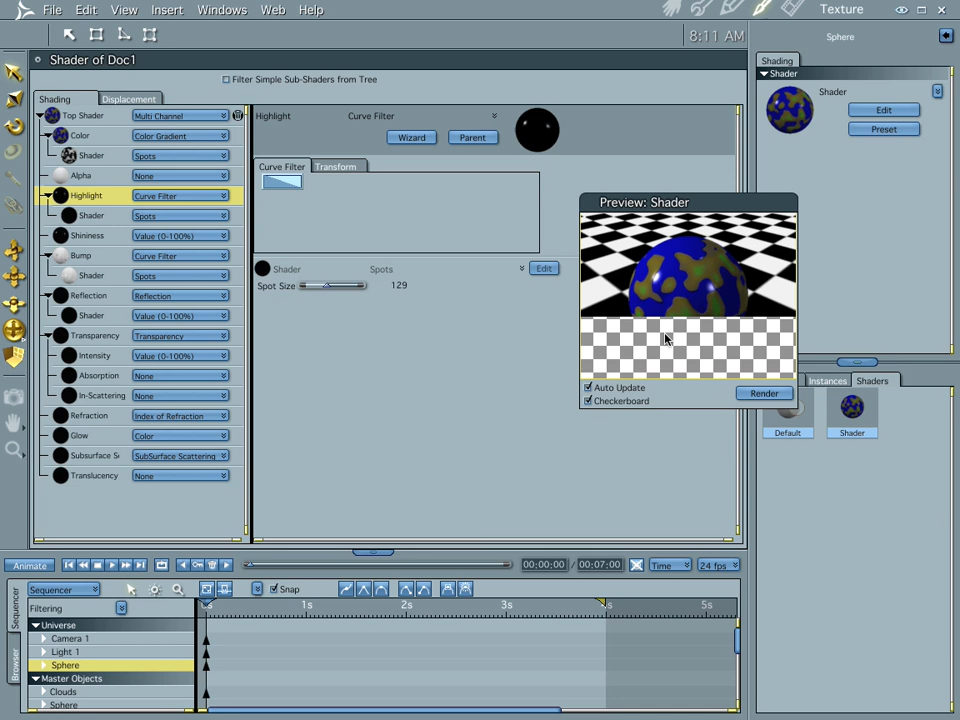 File Edit View Insert Windows Web Help
Texture
8:11 AM
Sphere
Shader of Doc1
Filter Simple Sub-Shaders from Tree
Shading
Shader
Shader
Edit
Preset
Shading Displacement
Top Shader Multi Channel
Color Color Gradient
Shader Spots
Alpha None
Highlight Curve Filter
Shader Spots
Shininess Value (0-100%)
Bump Curve Filter
Shader Spots
Reflection Reflection
Shader Value (0-100%)
Transparency Transparency
Intensity Value (0-100%)
Absorption None
In-Scattering None
Refraction Index of Refraction
Glow Color
Subsurface Sc SubSurface Scattering
Translucency None
Highlight Curve Filter
Wizard Parent
Curve Filter Transform
Shader Spots Edit
Spot Size 129
Preview: Shader
Auto Update
Checkerboard
Render
Instances Shaders
Default Shader
Animate 00:00:00 / 00:07:00 Time 24 fps
Sequencer
Browser
Sequencer
Snap
Filtering
1s 2s 3s 5s
Universe
Camera 1
Light 1
Sphere
Master Objects
Clouds
Sphere